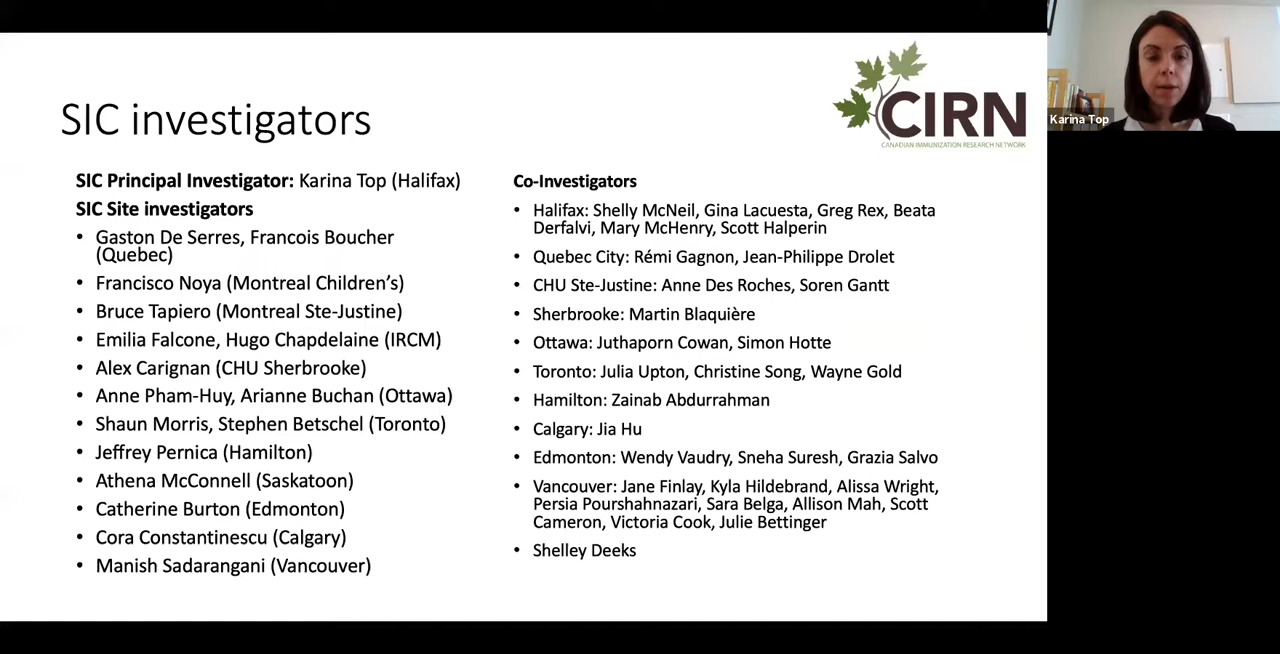 SIC investigators
CIRN
CANADIAN IMMUNIZATION RESEARCH NETWORK
Karina Top
SIC Principal Investigator: Karina Top (Halifax)
SIC Site investigators
• Gaston De Serres, Francois Boucher
(Quebec)
• Francisco Noya (Montreal Children's)
• Bruce Tapiero (Montreal Ste-Justine)
• Emilia Falcone, Hugo Chapdelaine (IRCM)
• Alex Carignan (CHU Sherbrooke)
• Anne Pham-Huy, Arianne Buchan (Ottawa)
• Shaun Morris, Stephen Betschel (Toronto)
• Jeffrey Pernica (Hamilton)
• Athena McConnell (Saskatoon)
• Catherine Burton (Edmonton)
• Cora Constantinescu (Calgary)
• Manish Sadarangani (Vancouver)
Co-Investigators
• Halifax: Shelly McNeil, Gina Lacuesta, Greg Rex, Beata
Derfalvi, Mary McHenry, Scott Halperin
• Quebec City: Rémi Gagnon, Jean-Philippe Drolet
• CHU Ste-Justine: Anne Des Roches, Soren Gantt
• Sherbrooke: Martin Blaquière
• Ottawa: Juthaporn Cowan, Simon Hotte
• Toronto: Julia Upton, Christine Song, Wayne Gold
• Hamilton: Zainab Abdurrahman
• Calgary: Jia Hu
• Edmonton: Wendy Vaudry, Sneha Suresh, Grazia Salvo
• Vancouver: Jane Finlay, Kyla Hildebrand, Alissa Wright,
Persia Pourshahnazari, Sara Belga, Allison Mah, Scott
Cameron, Victoria Cook, Julie Bettinger
• Shelley Deeks